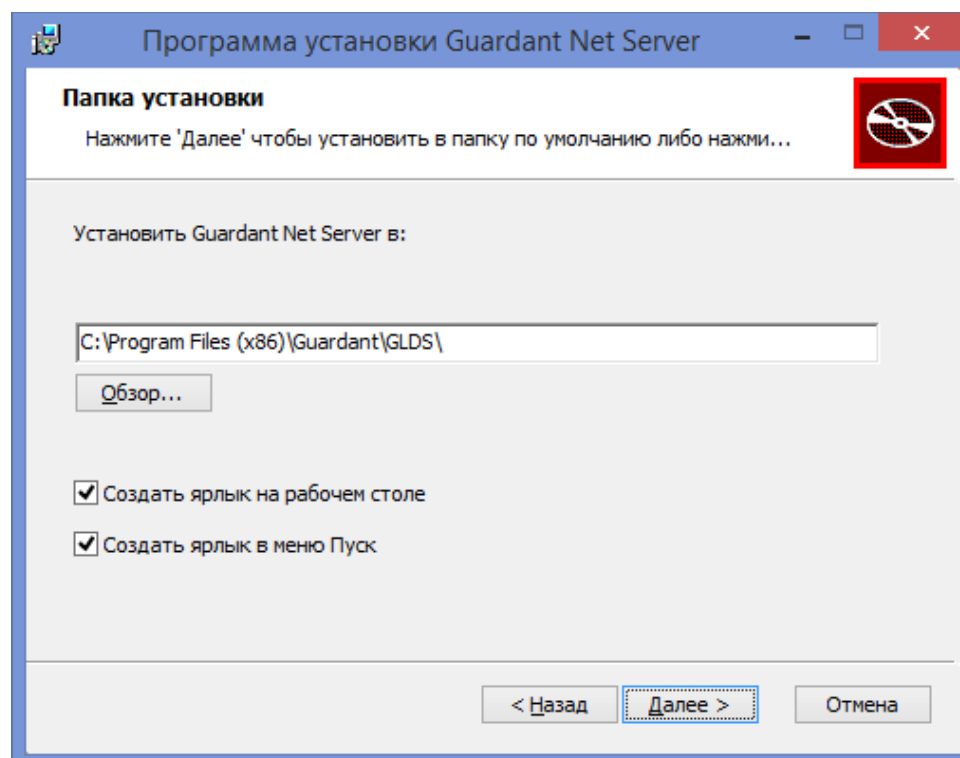 Программа установки Guardant Net Server
Папка установки
Нажмите 'Далее' чтобы установить в папку по умолчанию либо нажми...
Установить Guardant Net Server в:
C:\Program Files (x86)\Guardant\GLDS\
Обзор...
Создать ярлык на рабочем столе
Создать ярлык в меню Пуск
< Назад Далее > Отмена